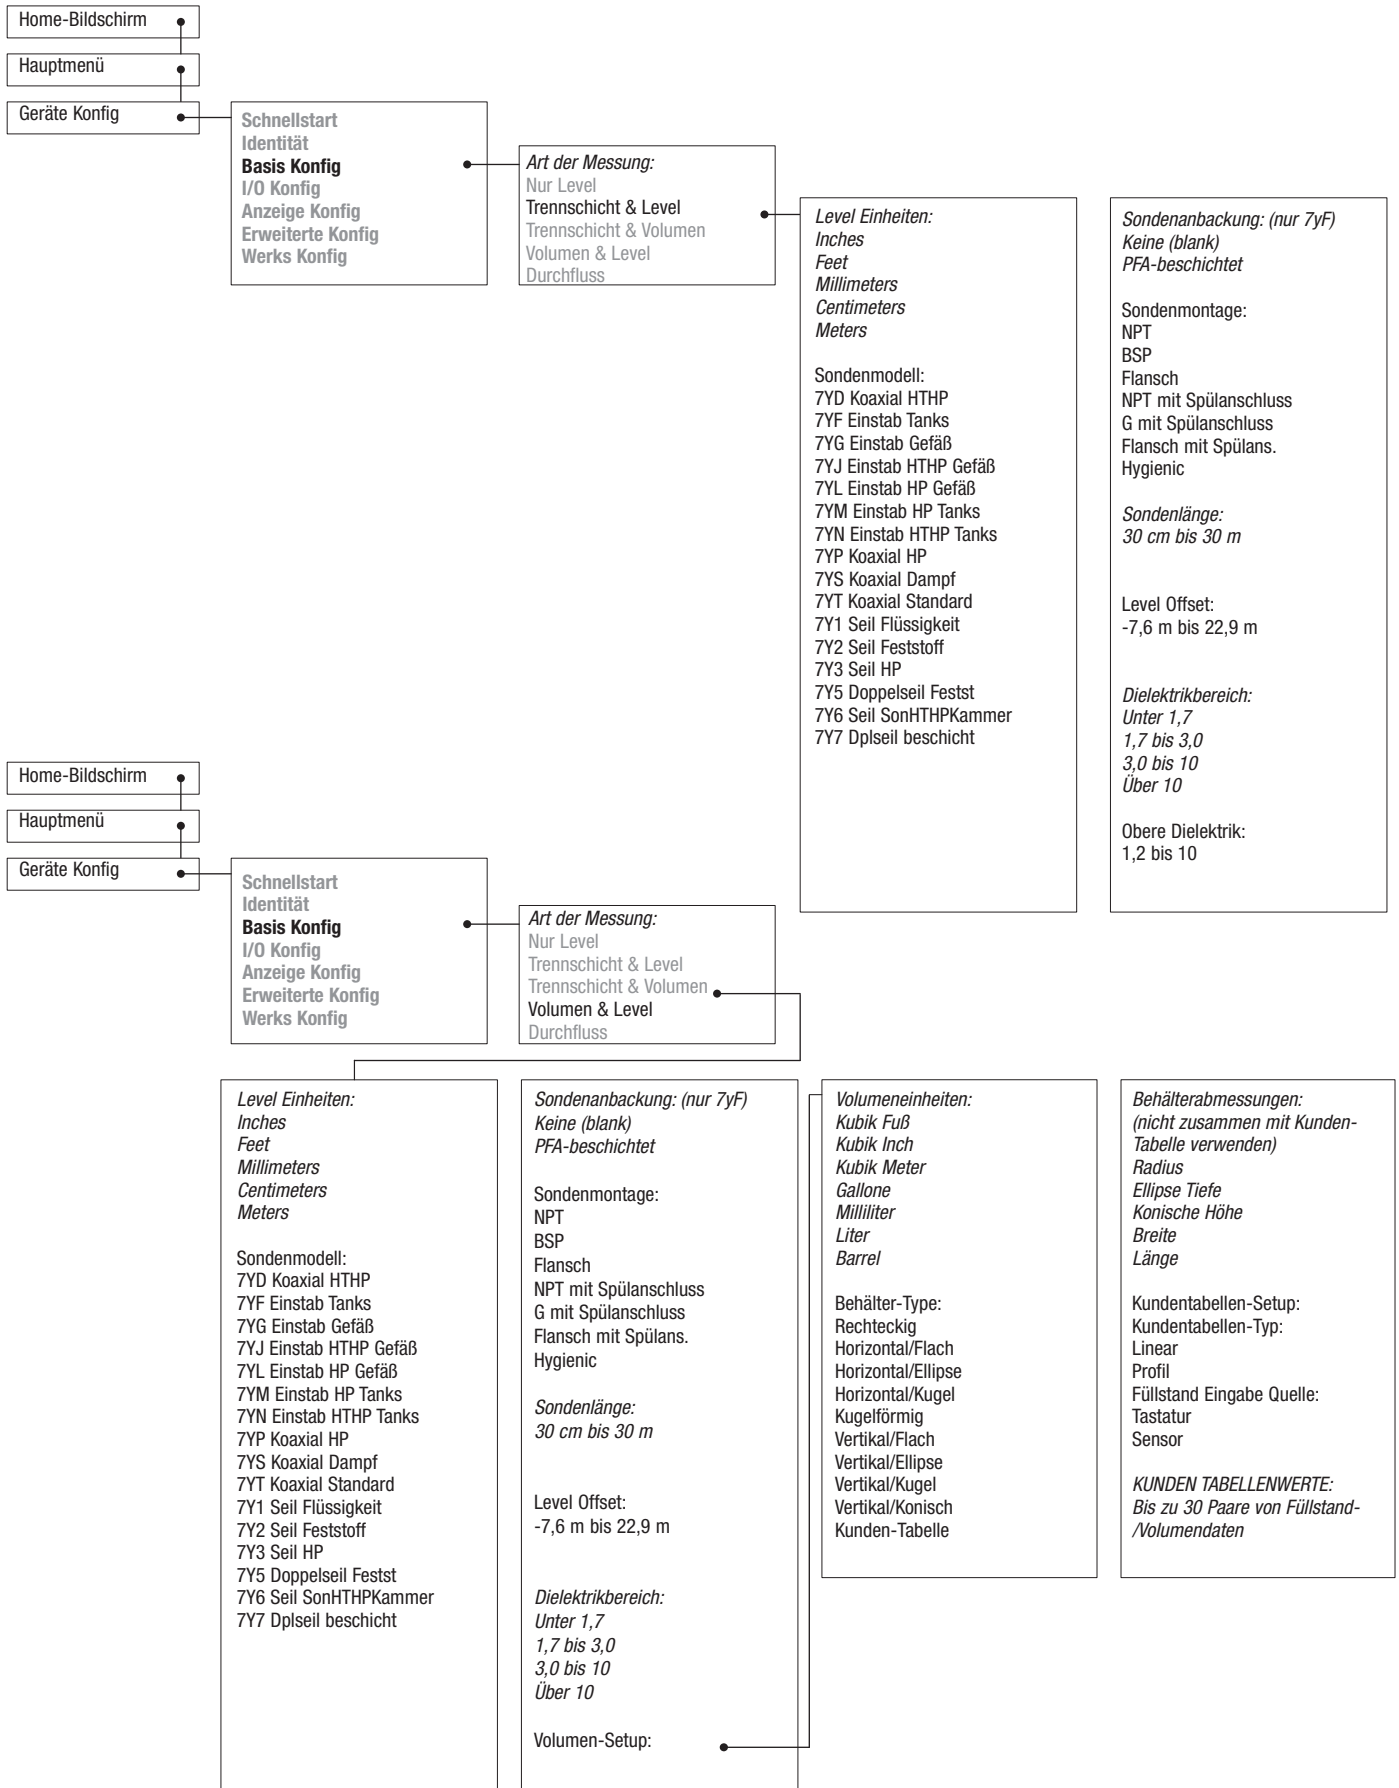 Home-Bildschirm
Hauptmenü
Geräte Konfig
Schnellstart
Identität
Basis Konfig
I/O Konfig
Anzeige Konfig
Erweiterte Konfig
Werks Konfig
Art der Messung:
Nur Level
Trennschicht & Level
Trennschicht & Volumen
Volumen & Level
Durchfluss
Level Einheiten:
Inches
Feet
Millimeters
Centimeters
Meters
Sondenmodell:
7YD Koaxial HTHP
7YF Einstab Tanks
7YG Einstab Gefäß
7YJ Einstab HTHP Gefäß
7YL Einstab HP Gefäß
7YM Einstab HP Tanks
7YN Einstab HTHP Tanks
7YP Koaxial HP
7YS Koaxial Dampf
7YT Koaxial Standard
7Y1 Seil Flüssigkeit
7Y2 Seil Feststoff
7Y3 Seil HP
7Y5 Doppelseil Festst
7Y6 Seil SonHTHPKammer
7Y7 Dplseil beschicht
Sondenanbackung: (nur 7yF)
Keine (blank)
PFA-beschichtet
Sondenmontage:
NPT
BSP
Flansch
NPT mit Spülanschluss
G mit Spülanschluss
Flansch mit Spülans.
Hygienic
Sondenlänge:
30 cm bis 30 m
Level Offset:
-7,6 m bis 22,9 m
Dielektrikbereich:
Unter 1,7
1,7 bis 3,0
3,0 bis 10
Über 10
Obere Dielektrik:
1,2 bis 10
Home-Bildschirm
Hauptmenü
Geräte Konfig
Schnellstart
Identität
Basis Konfig
I/O Konfig
Anzeige Konfig
Erweiterte Konfig
Werks Konfig
Art der Messung:
Nur Level
Trennschicht & Level
Trennschicht & Volumen
Volumen & Level
Durchfluss
Level Einheiten:
Inches
Feet
Millimeters
Centimeters
Meters
Sondenmodell:
7YD Koaxial HTHP
7YF Einstab Tanks
7YG Einstab Gefäß
7YJ Einstab HTHP Gefäß
7YL Einstab HP Gefäß
7YM Einstab HP Tanks
7YN Einstab HTHP Tanks
7YP Koaxial HP
7YS Koaxial Dampf
7YT Koaxial Standard
7Y1 Seil Flüssigkeit
7Y2 Seil Feststoff
7Y3 Seil HP
7Y5 Doppelseil Festst
7Y6 Seil SonHTHPKammer
7Y7 Dplseil beschicht
Sondenanbackung: (nur 7yF)
Keine (blank)
PFA-beschichtet
Sondenmontage:
NPT
BSP
Flansch
NPT mit Spülanschluss
G mit Spülanschluss
Flansch mit Spülans.
Hygienic
Sondenlänge:
30 cm bis 30 m
Level Offset:
-7,6 m bis 22,9 m
Dielektrikbereich:
Unter 1,7
1,7 bis 3,0
3,0 bis 10
Über 10
Volumen-Setup:
Volumeneinheiten:
Kubik Fuß
Kubik Inch
Kubik Meter
Gallone
Milliliter
Liter
Barrel
Behälter-Type:
Rechteckig
Horizontal/Flach
Horizontal/Ellipse
Horizontal/Kugel
Kugelförmig
Vertikal/Flach
Vertikal/Ellipse
Vertikal/Kugel
Vertikal/Konisch
Kunden-Tabelle
Behälterabmessungen:
(nicht zusammen mit Kunden-
Tabelle verwenden)
Radius
Ellipse Tiefe
Konische Höhe
Breite
Länge
Kundentabellen-Setup:
Kundentabellen-Typ:
Linear
Profil
Füllstand Eingabe Quelle:
Tastatur
Sensor
KUNDEN TABELLENWERTE:
Bis zu 30 Paare von Füllstand-
/Volumendaten